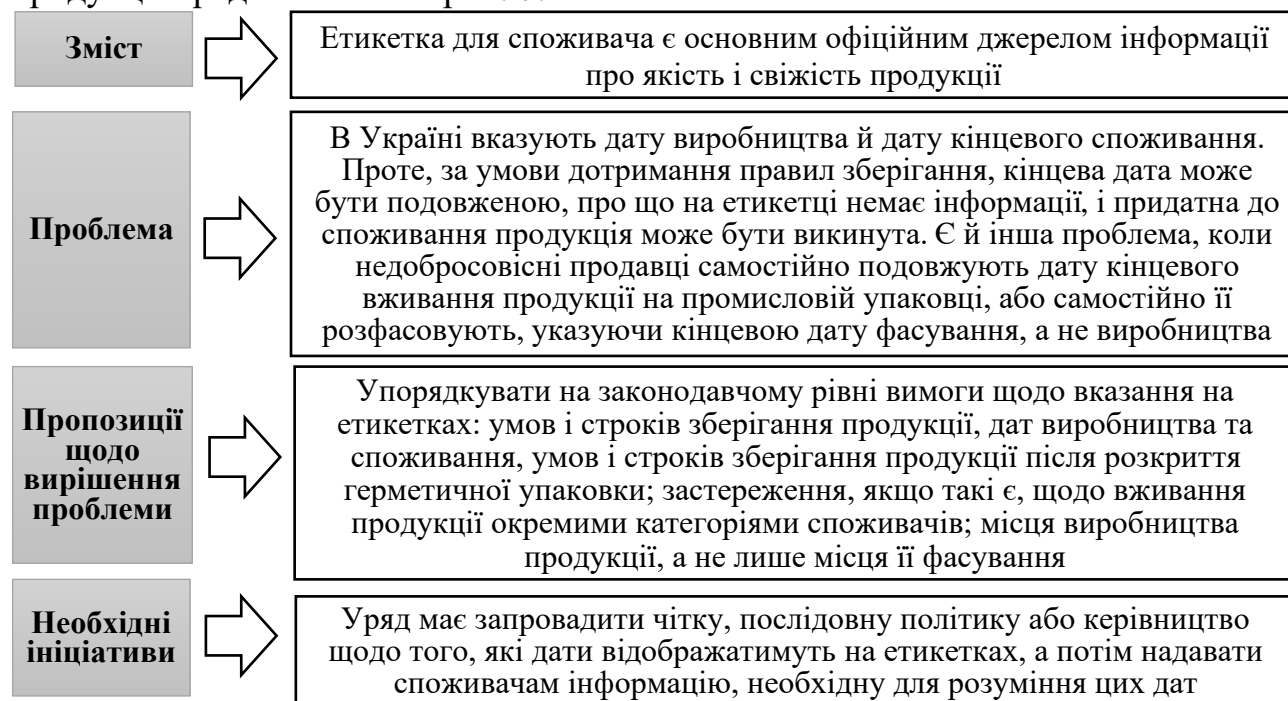 Зміст
Етикетка для споживача є основним офіційним джерелом інформації
про якість і свіжість продукції
Проблема
В Україні вказують дату виробництва й дату кінцевого споживання.
Проте, за умови дотримання правил зберігання, кінцева дата може
бути подовженою, про що на етикетці немає інформації, і придатна до
споживання продукція може бути викинута. Є й інша проблема, коли
недобросовісні продавці самостійно подовжують дату кінцевого
вживання продукції на промисловій упаковці, або самостійно її
розфасовують, указуючи кінцевою дату фасування, а не виробництва
Пропозиції
щодо
вирішення
проблеми
Упорядкувати на законодавчому рівні вимоги щодо вказання на
етикетках: умов і строків зберігання продукції, дат виробництва та
споживання, умов і строків зберігання продукції після розкриття
герметичної упаковки; застереження, якщо такі є, щодо вживання
продукції окремими категоріями споживачів; місця виробництва
продукції, а не лише місця її фасування
Необхідні
ініціативи
Уряд має запровадити чітку, послідовну політику або керівництво
щодо того, які дати відображатимуть на етикетках, а потім надавати
споживачам інформацію, необхідну для розуміння цих дат